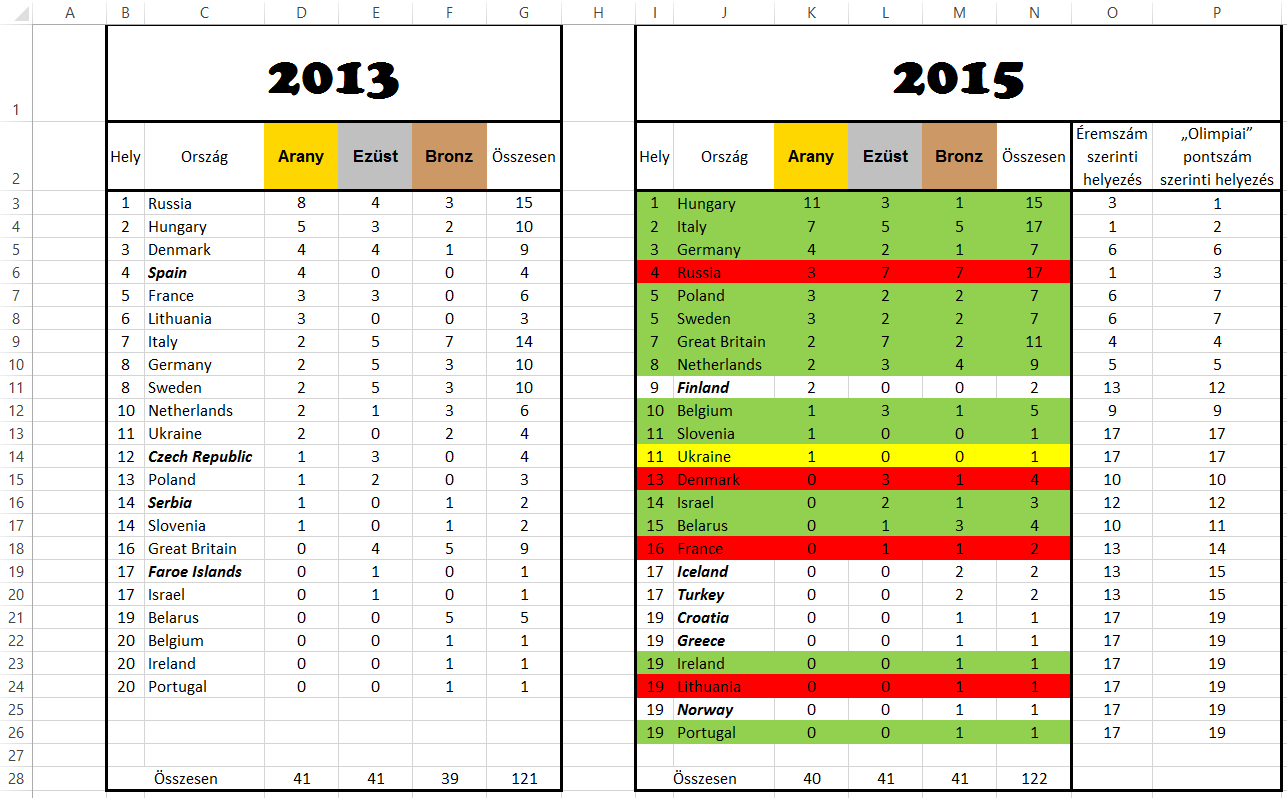 A B C D E F G H I J K L M N O P
1 2013 2015
2 Hely Ország Arany Ezüst Bronz Összesen Hely Ország Arany Ezüst Bronz Összesen Éremszám szerinti helyezés „Olimpiai” pontszám szerinti helyezés
3 1 Russia 8 4 3 15 1 Hungary 11 3 1 15 3 1
4 2 Hungary 5 3 2 10 2 Italy 7 5 5 17 1 2
5 3 Denmark 4 4 1 9 3 Germany 4 2 1 7 6 6
6 4 Spain 4 0 0 4 4 Russia 3 7 7 17 1 3
7 5 France 3 3 0 6 5 Poland 3 2 2 7 6 7
8 6 Lithuania 3 0 0 3 5 Sweden 3 2 2 7 6 7
9 7 Italy 2 5 7 14 7 Great Britain 2 7 2 11 4 4
10 8 Germany 2 5 3 10 8 Netherlands 2 3 4 9 5 5
11 8 Sweden 2 5 3 10 9 Finland 2 0 0 2 13 12
12 10 Netherlands 2 1 3 6 10 Belgium 1 3 1 5 9 9
13 11 Ukraine 2 0 2 4 11 Slovenia 1 0 0 1 17 17
14 12 Czech Republic 1 3 0 4 11 Ukraine 1 0 0 1 17 17
15 13 Poland 1 2 0 3 13 Denmark 0 3 1 4 10 10
16 14 Serbia 1 0 1 2 14 Israel 0 2 1 3 12 12
17 14 Slovenia 1 0 1 2 15 Belarus 0 1 3 4 10 11
18 16 Great Britain 0 4 5 9 16 France 0 1 1 2 13 14
19 17 Faroe Islands 0 1 0 1 17 Iceland 0 0 2 2 13 15
20 17 Israel 0 1 0 1 17 Turkey 0 0 2 2 13 15
21 19 Belarus 0 0 5 5 19 Croatia 0 0 1 1 17 19
22 20 Belgium 0 0 1 1 19 Greece 0 0 1 1 17 19
23 20 Ireland 0 0 1 1 19 Ireland 0 0 1 1 17 19
24 20 Portugal 0 0 1 1 19 Lithuania 0 0 1 1 17 19
25 19 Norway 0 0 1 1 17 19
26 19 Portugal 0 0 1 1 17 19
27
28 Összesen 41 41 39 121 Összesen 40 41 41 122